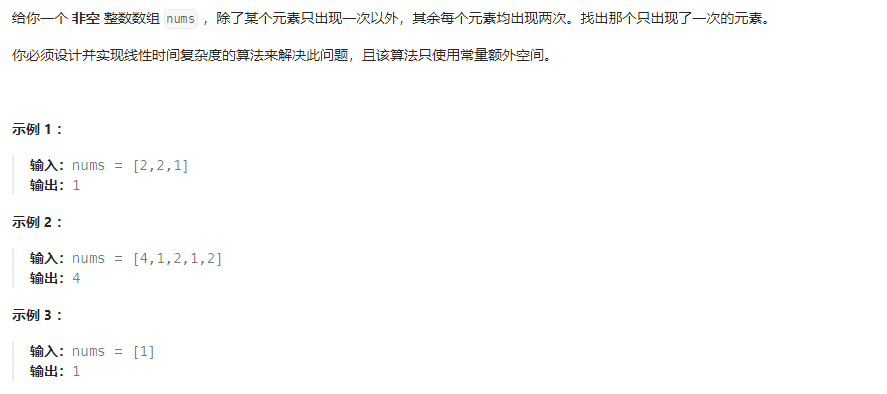 给你一个 非空 整数数组 nums ，除了某个元素只出现一次以外，其余每个元素均出现两次。找出那个只出现了一次的元素。
你必须设计并实现线性时间复杂度的算法来解决此问题，且该算法只使用常量额外空间。
示例 1 ：
输入：nums = [2,2,1]
输出：1
示例 2 ：
输入：nums = [4,1,2,1,2]
输出：4
示例 3 ：
输入：nums = [1]
输出：1